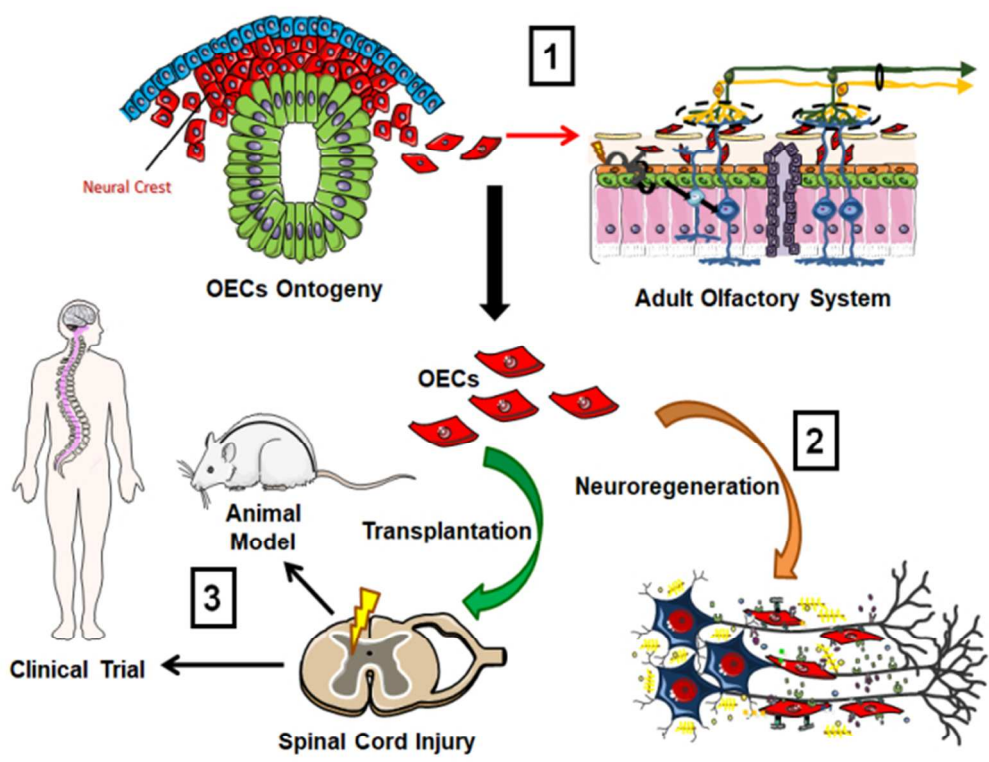 1
Neural Crest
OECs Ontogeny
Adult Olfactory System
OECs
2
Neuroregeneration
Animal
Model
Transplantation
3
Clinical Trial
Spinal Cord Injury